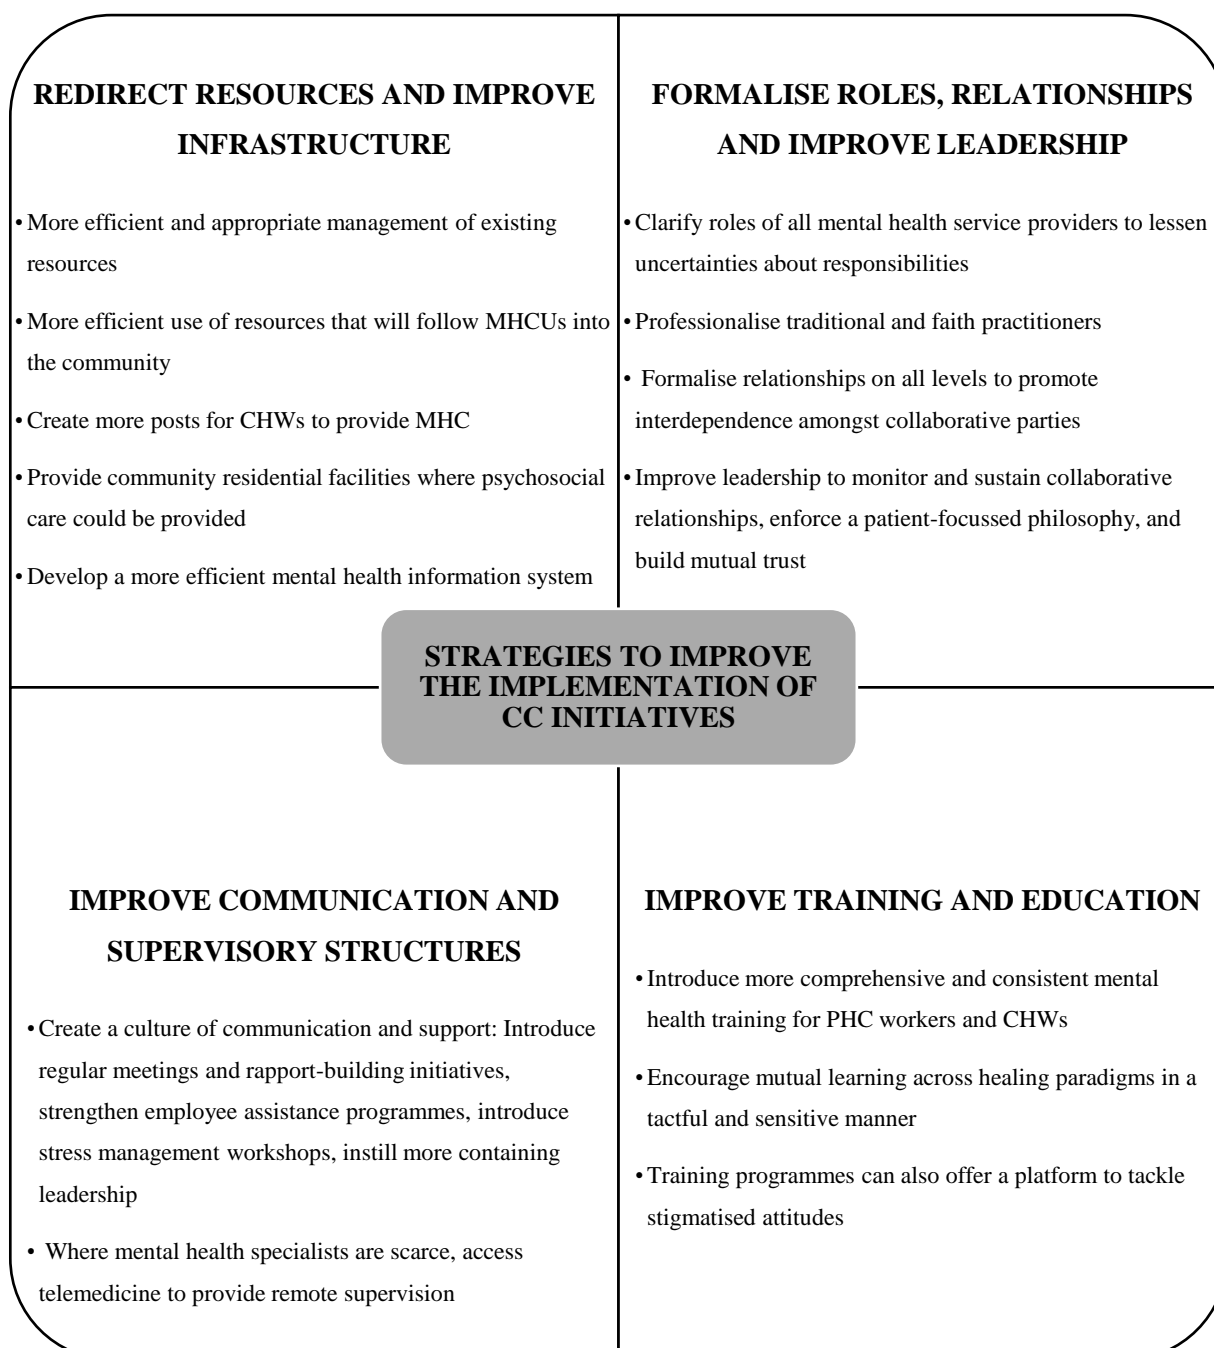 REDIRECT RESOURCES AND IMPROVE
INFRASTRUCTURE
• More efficient and appropriate management of existing
resources
• More efficient use of resources that will follow MHCUs into
the community
• Create more posts for CHWs to provide MHC
• Provide community residential facilities where psychosocial
care could be provided
• Develop a more efficient mental health information system
FORMALISE ROLES, RELATIONSHIPS
AND IMPROVE LEADERSHIP
• Clarify roles of all mental health service providers to lessen
uncertainties about responsibilities
• Professionalise traditional and faith practitioners
• Formalise relationships on all levels to promote
interdependence amongst collaborative parties
• Improve leadership to monitor and sustain collaborative
relationships, enforce a patient-focussed philosophy, and
build mutual trust
STRATEGIES TO IMPROVE
THE IMPLEMENTATION OF
CC INITIATIVES
IMPROVE COMMUNICATION AND
SUPERVISORY STRUCTURES
• Create a culture of communication and support: Introduce
regular meetings and rapport-building initiatives,
strengthen employee assistance programmes, introduce
stress management workshops, instill more containing
leadership
• Where mental health specialists are scarce, access
telemedicine to provide remote supervision
IMPROVE TRAINING AND EDUCATION
• Introduce more comprehensive and consistent mental
health training for PHC workers and CHWs
• Encourage mutual learning across healing paradigms in a
tactful and sensitive manner
• Training programmes can also offer a platform to tackle
stigmatised attitudes